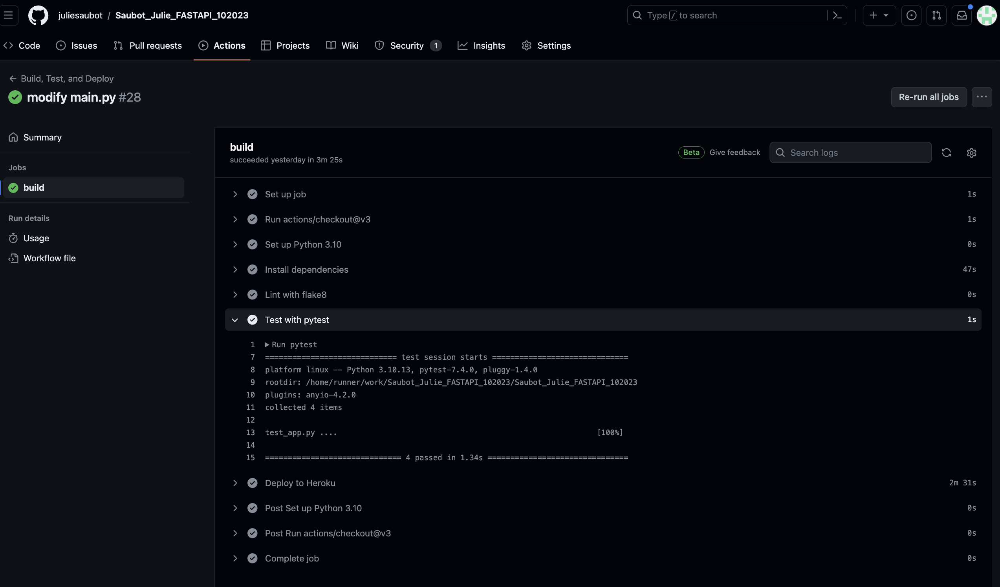 juliesaubot / Saubot_Julie_FASTAPI_102023
Type / to search
Code Issues Pull requests Actions Projects Wiki Security 1 Insights Settings
Build, Test, and Deploy
modify main.py #28
Re-run all jobs
Summary
Jobs
build
Run details
Usage
Workflow file
build
succeeded yesterday in 3m 25s
Beta Give feedback Search logs
Set up job 1s
Run actions/checkout@v3 1s
Set up Python 3.10 0s
Install dependencies 47s
Lint with flake8 0s
Test with pytest 1s
1 Run pytest
7 ============================= test session starts ==============================
8 platform linux -- Python 3.10.13, pytest-7.4.0, pluggy-1.4.0
9 rootdir: /home/runner/work/Saubot_Julie_FASTAPI_102023/Saubot_Julie_FASTAPI_102023
10 plugins: anyio-4.2.0
11 collected 4 items
12
13 test_app.py .... [100%]
14
15 ============================== 4 passed in 1.34s ===============================
Deploy to Heroku 2m 31s
Post Set up Python 3.10 0s
Post Run actions/checkout@v3 0s
Complete job 0s